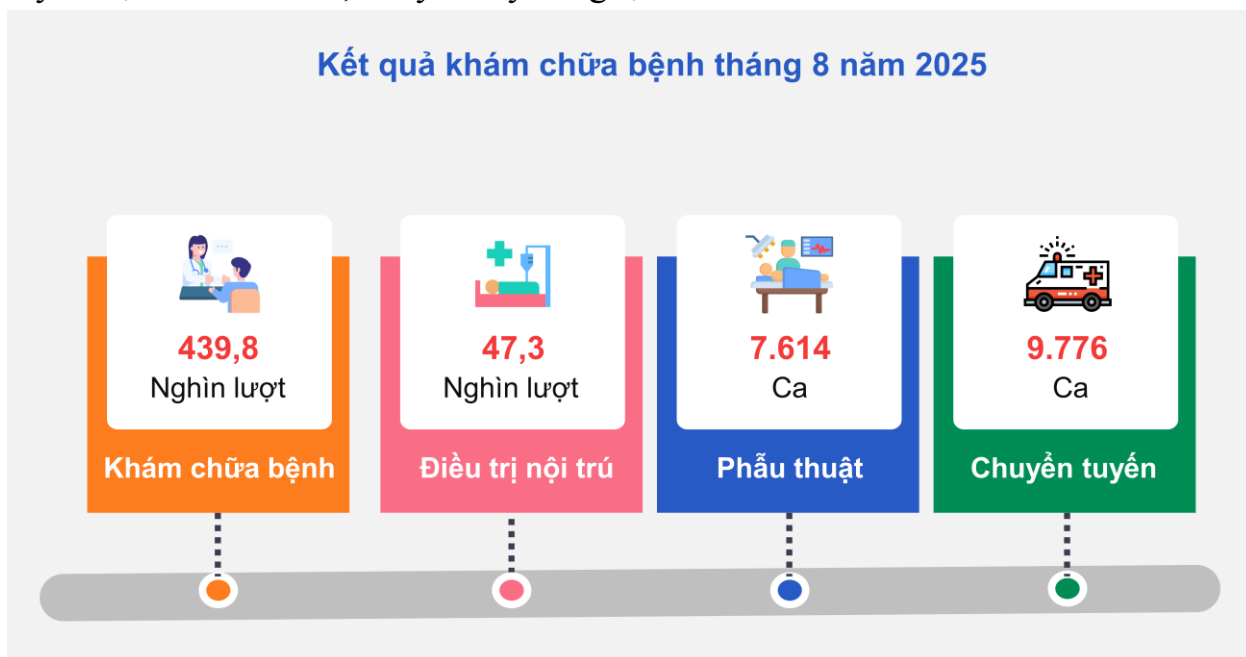 Kết quả khám chữa bệnh tháng 8 năm 2025
439,8
Nghìn lượt
Khám chữa bệnh
47,3
Nghìn lượt
Điều trị nội trú
7.614
Ca
Phẫu thuật
9.776
Ca
Chuyển tuyến